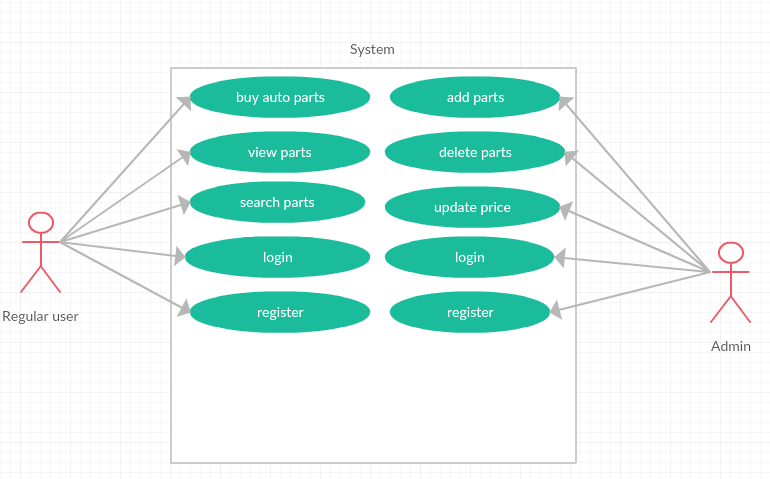 System
buy auto parts
add parts
view parts
delete parts
search parts
update price
login
login
register
register
Regular user
Admin